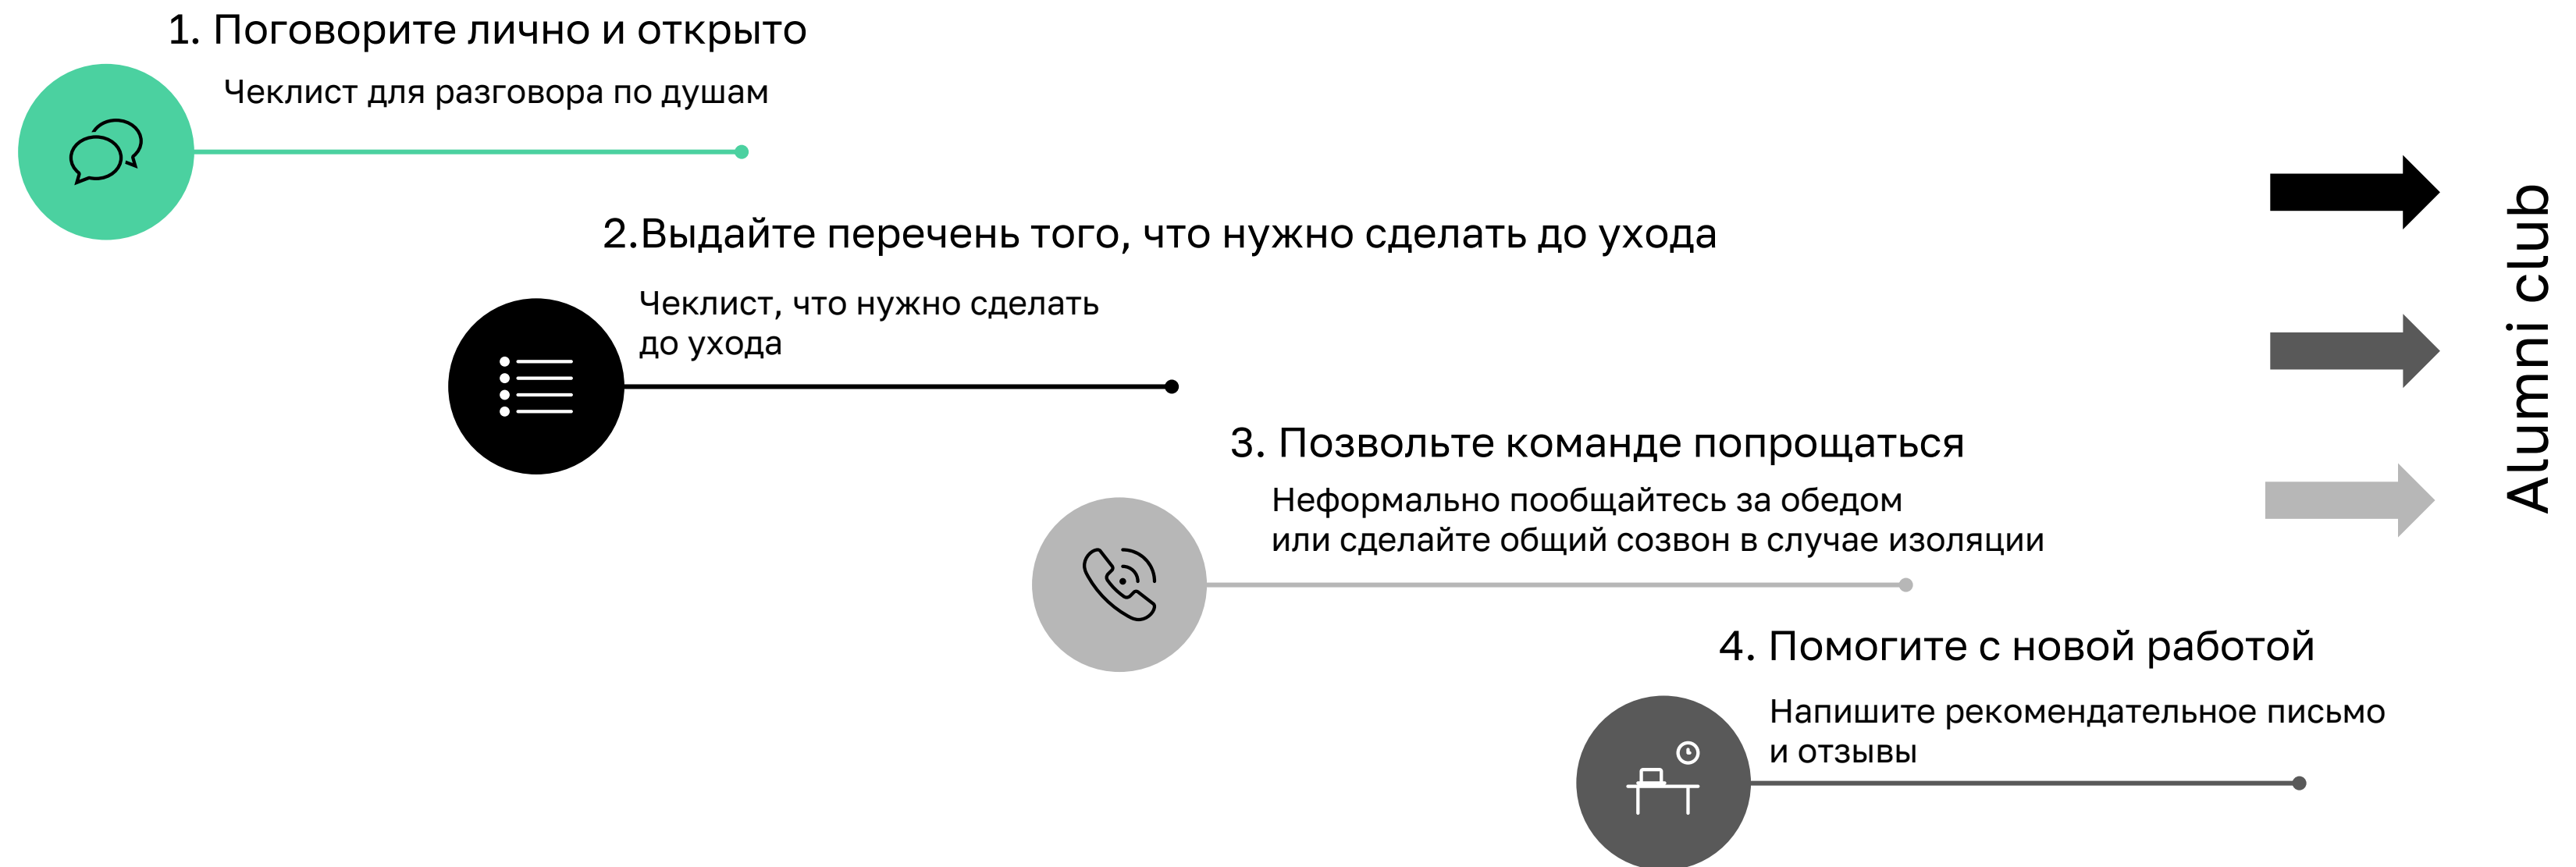 1. Поговорите лично и открыто
Чеклист для разговора по душам
2.Выдайте перечень того, что нужно сделать до ухода
Чеклист, что нужно сделать
до ухода
3. Позвольте команде попрощаться
Неформально пообщайтесь за обедом
или сделайте общий созвон в случае изоляции
4. Помогите с новой работой
Напишите рекомендательное письмо
и отзывы
Alumni club